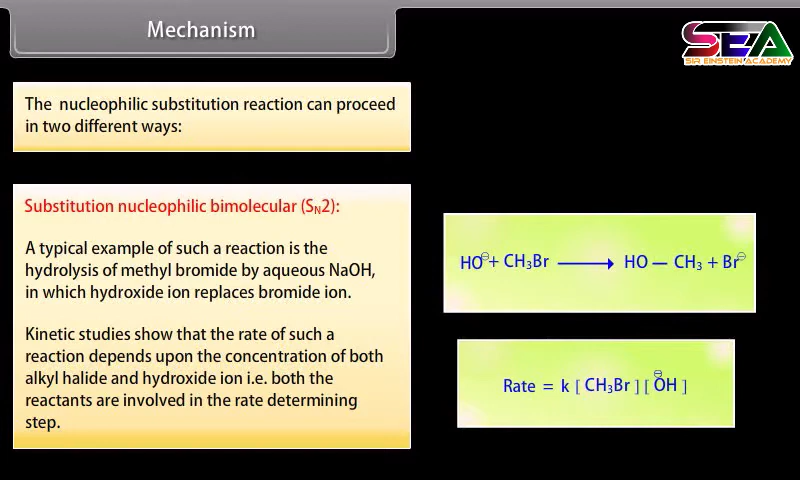 Mechanism
SEA
SIR EINSTEIN ACADEMY
The nucleophilic substitution reaction can proceed
in two different ways:
Substitution nucleophilic bimolecular (S_N2):
A typical example of such a reaction is the
hydrolysis of methyl bromide by aqueous NaOH,
in which hydroxide ion replaces bromide ion.
Kinetic studies show that the rate of such a
reaction depends upon the concentration of both
alkyl halide and hydroxide ion i.e. both the
reactants are involved in the rate determining
step.
HO⊖ + CH₃Br ⟶ HO — CH₃ + Br⊖
Rate = k [ CH₃Br ] [ ⊖OH ]